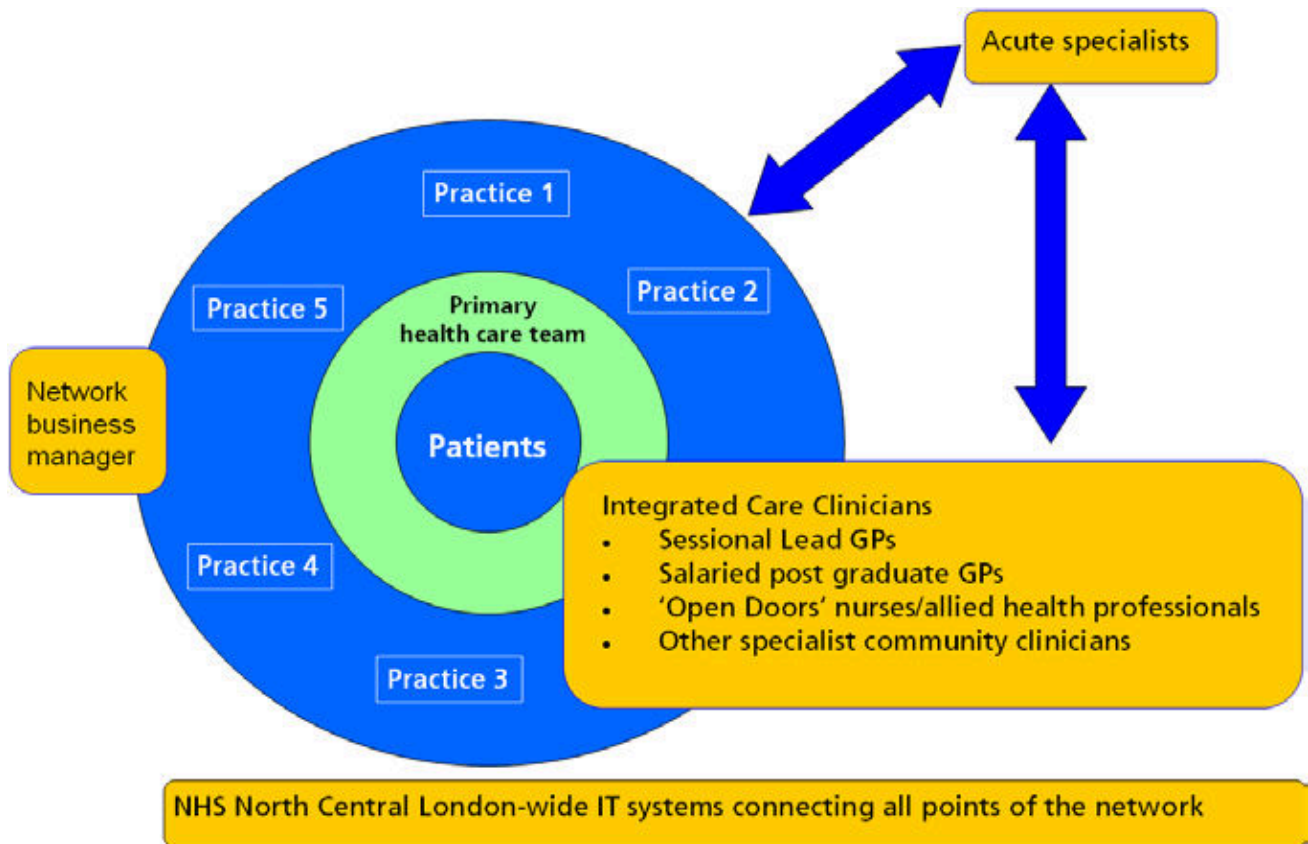 Acute specialists
Practice 1
Practice 2
Practice 5
Primary
health care team
Network
business
manager
Patients
Integrated Care Clinicians
• Sessional Lead GPs
• Salaried post graduate GPs
• ‘Open Doors‘ nurses/allied health professionals
• Other specialist community clinicians
Practice 4
Practice 3
NHS North Central London-wide IT systems connecting all points of the network